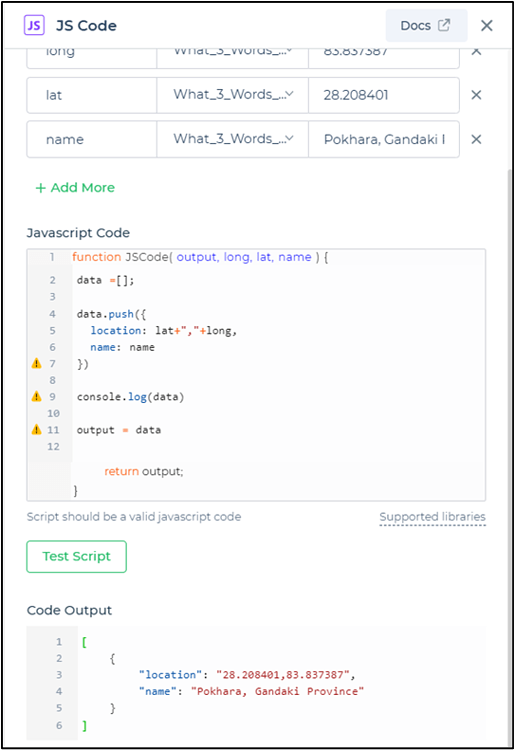 JS JS Code Docs
long What_3_Words_... 83.837387
lat What_3_Words_... 28.208401
name What_3_Words_... Pokhara, Gandaki
+ Add More
Javascript Code
1 function JSCode( output, long, lat, name ) {
2 data =[];
3
4 data.push({
5 location: lat+","+long,
6 name: name
7 })
8
9 console.log(data)
10
11 output = data
12
return output;
}
Script should be a valid javascript code Supported libraries
Test Script
Code Output
1 [
2 {
3 "location": "28.208401,83.837387",
4 "name": "Pokhara, Gandaki Province"
5 }
6 ]